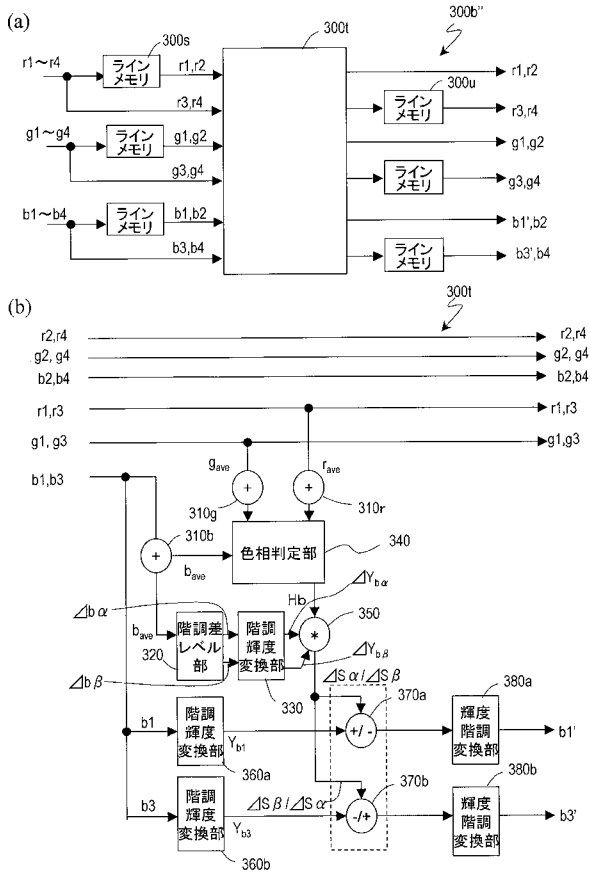 (a)
300s
300t
300b"
r1～r4
ライン
メモリ
r1,r2
r1,r2
300u
r3,r4
ライン
メモリ
r3,r4
g1～g4
ライン
メモリ
g1,g2
g1,g2
g3,g4
ライン
メモリ
g3,g4
b1～b4
ライン
メモリ
b1,b2
b1',b2
b3,b4
ライン
メモリ
b3',b4
(b)
300t
r2,r4
r2,r4
g2, g4
g2, g4
b2,b4
b2,b4
r1,r3
r1,r3
g1, g3
g1,g3
b1,b3
gave
rave
+
310g
+
310r
+
310b
bave
色相判定部
340
Hb
⊿Ybα
350
*
⊿bα
bave
階調差
レベル
部
320
階調
輝度
変換部
330
⊿Ybβ
⊿bβ
⊿Sα/⊿Sβ
370a
380a
b1
階調
輝度
変換部
Yb1
+/-
輝度
階調
変換部
b1'
360a
370b
380b
b3
階調
輝度
変換部
Yb3
⊿Sβ/⊿Sα
-/+
輝度
階調
変換部
b3'
360b